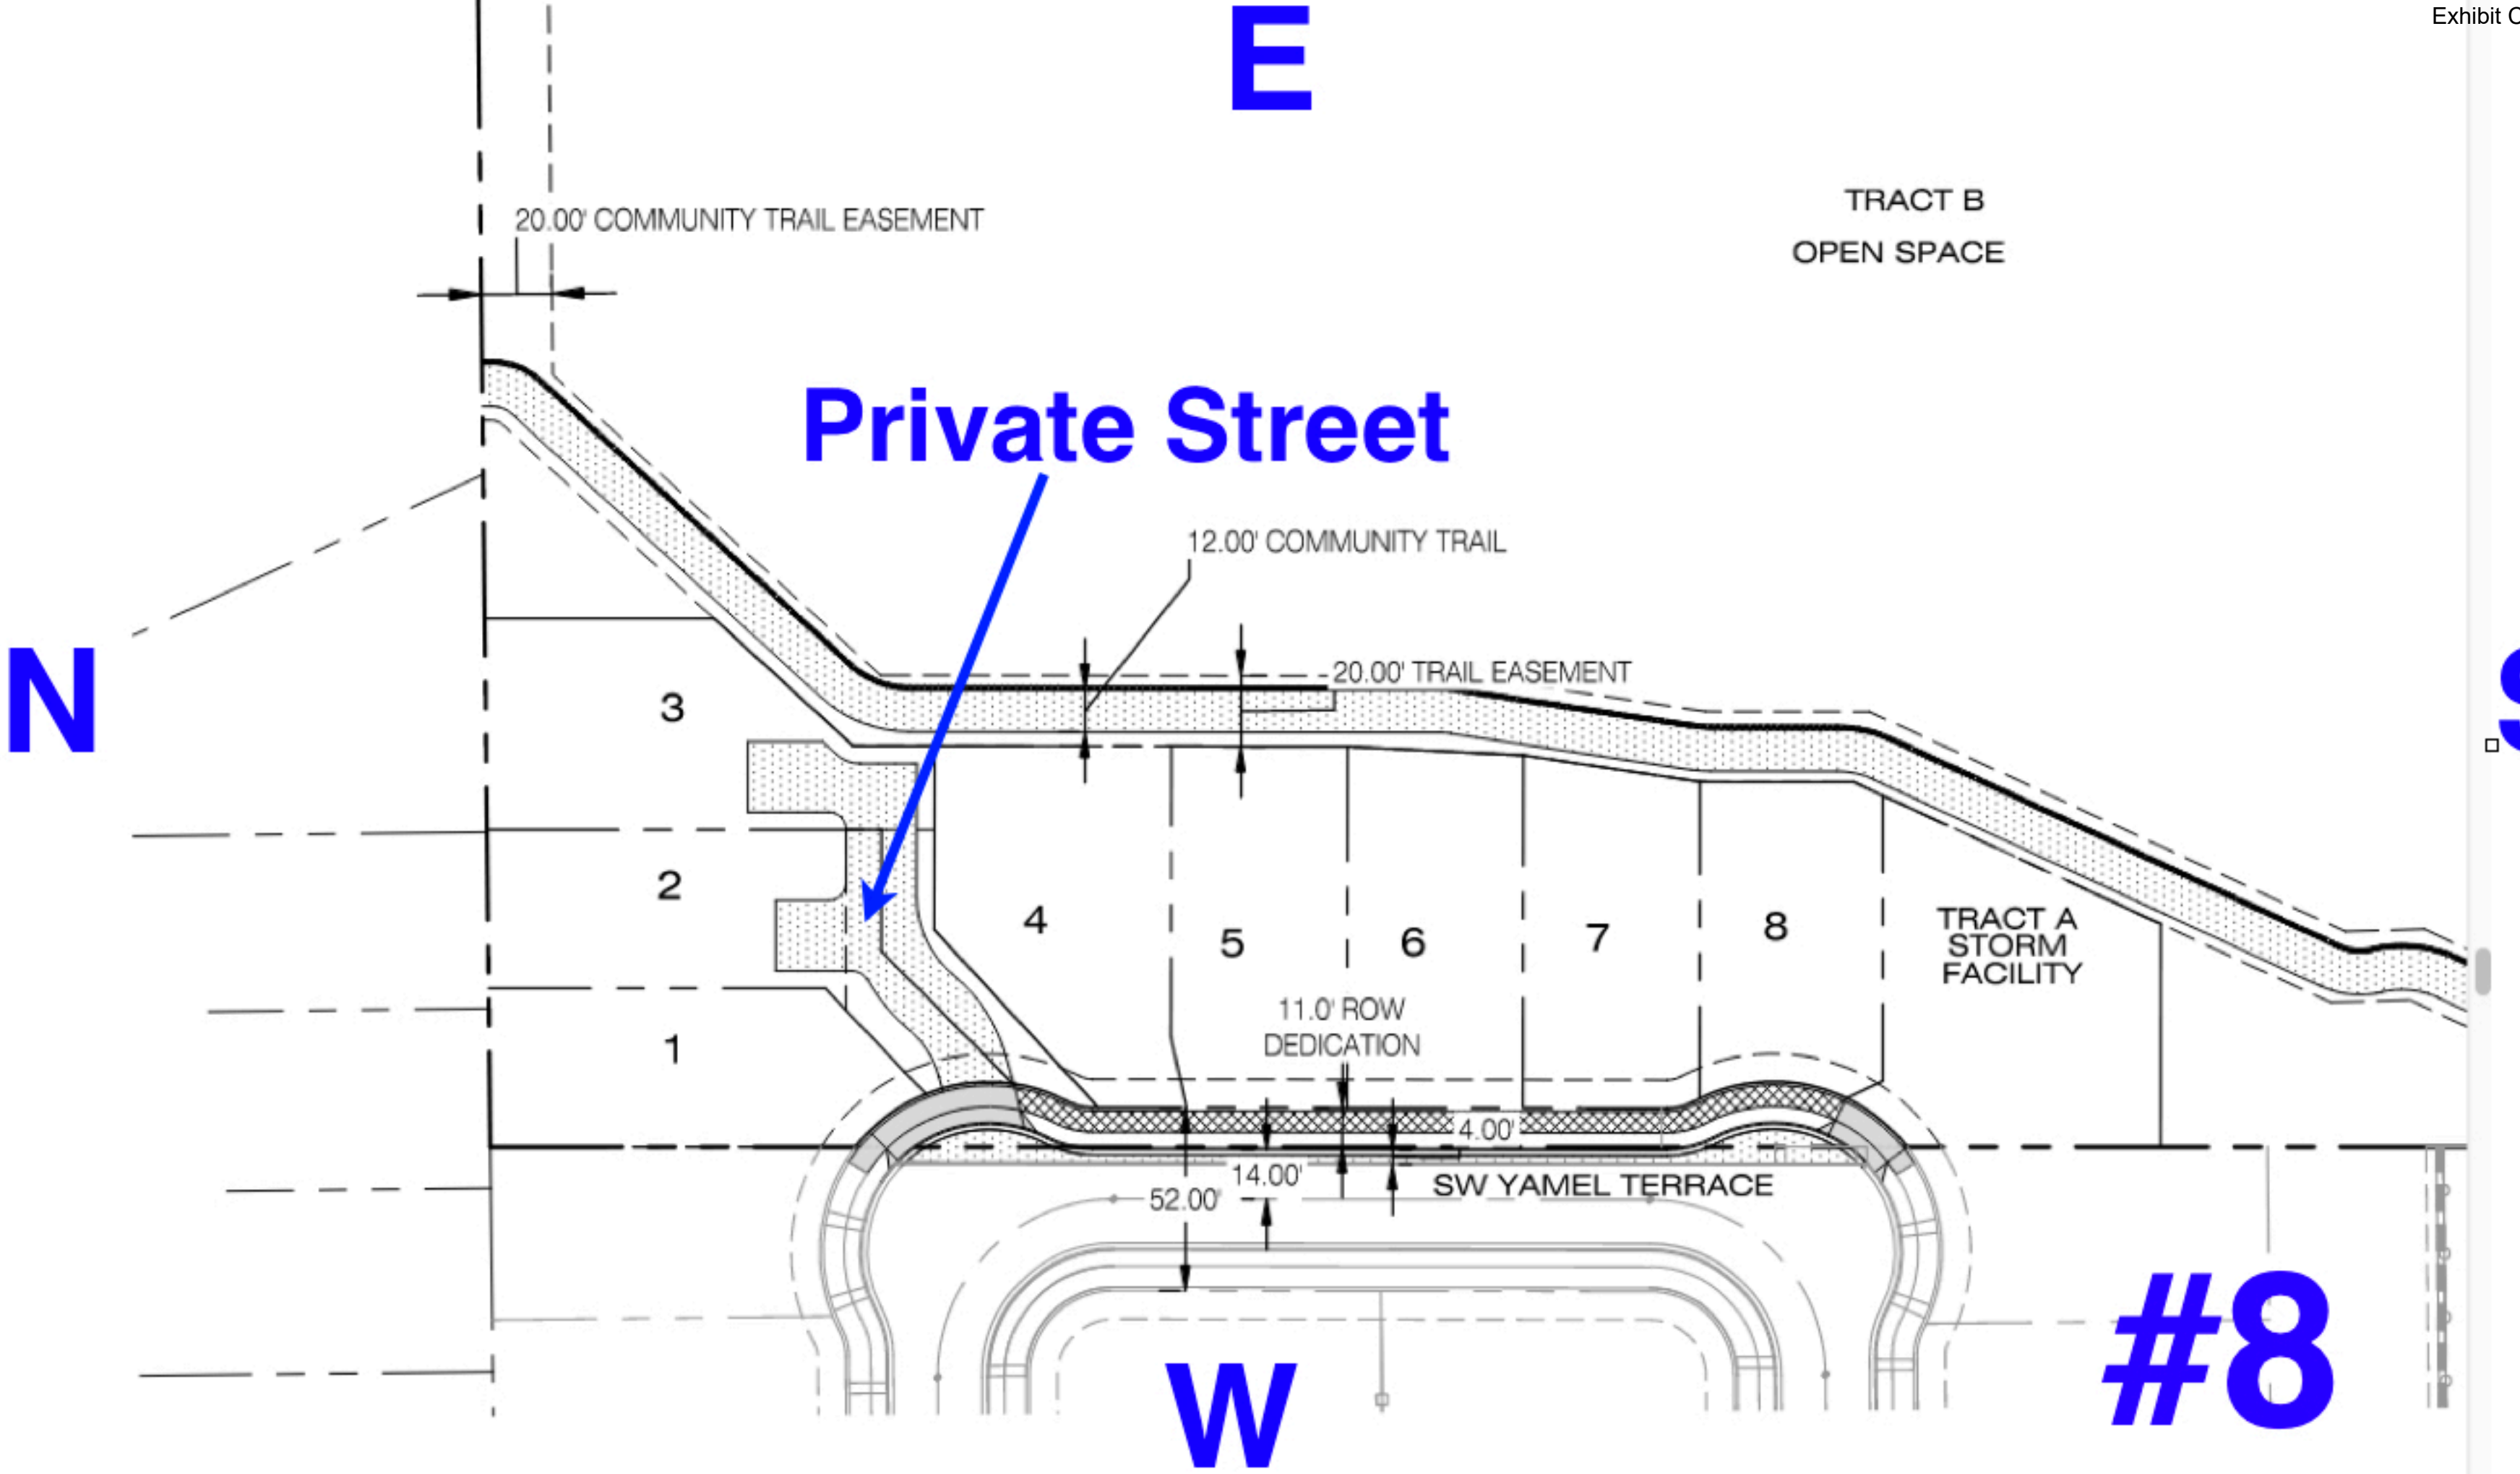 Exhibit C
E
TRACT B
OPEN SPACE
20.00' COMMUNITY TRAIL EASEMENT
Private Street
12.00' COMMUNITY TRAIL
20.00' TRAIL EASEMENT
N
S
3
2
1
4
5
6
7
8
TRACT A
STORM
FACILITY
11.0' ROW
DEDICATION
4.00'
14.00'
52.00'
SW YAMEL TERRACE
#8
W